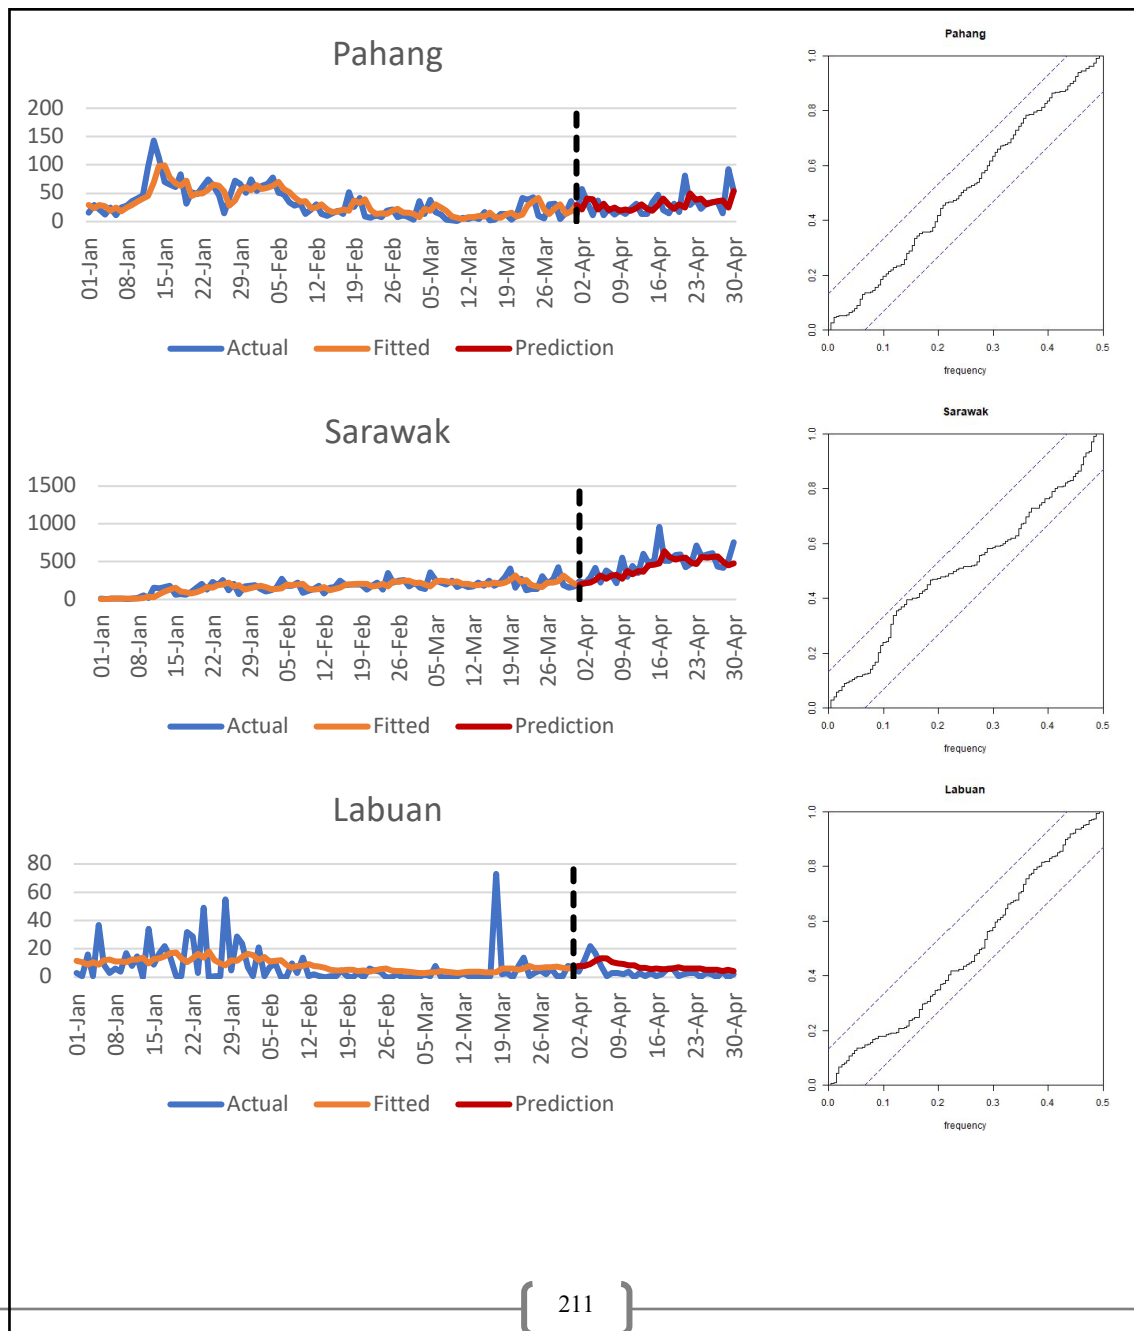 Pahang
200
150
100
50
0
01-Jan
08-Jan
15-Jan
22-Jan
29-Jan
05-Feb
12-Feb
19-Feb
26-Feb
05-Mar
12-Mar
19-Mar
26-Mar
02-Apr
09-Apr
16-Apr
23-Apr
30-Apr
Actual Fitted Prediction
Pahang
1.0
0.8
0.6
0.4
0.2
0.0
0.0 0.1 0.2 0.3 0.4 0.5
frequency
Sarawak
1500
1000
500
0
01-Jan
08-Jan
15-Jan
22-Jan
29-Jan
05-Feb
12-Feb
19-Feb
26-Feb
05-Mar
12-Mar
19-Mar
26-Mar
02-Apr
09-Apr
16-Apr
23-Apr
30-Apr
Actual Fitted Prediction
Sarawak
1.0
0.8
0.6
0.4
0.2
0.0
0.0 0.1 0.2 0.3 0.4 0.5
frequency
Labuan
80
60
40
20
0
01-Jan
08-Jan
15-Jan
22-Jan
29-Jan
05-Feb
12-Feb
19-Feb
26-Feb
05-Mar
12-Mar
19-Mar
26-Mar
02-Apr
09-Apr
16-Apr
23-Apr
30-Apr
Actual Fitted Prediction
Labuan
1.0
0.8
0.6
0.4
0.2
0.0
0.0 0.1 0.2 0.3 0.4 0.5
frequency
211